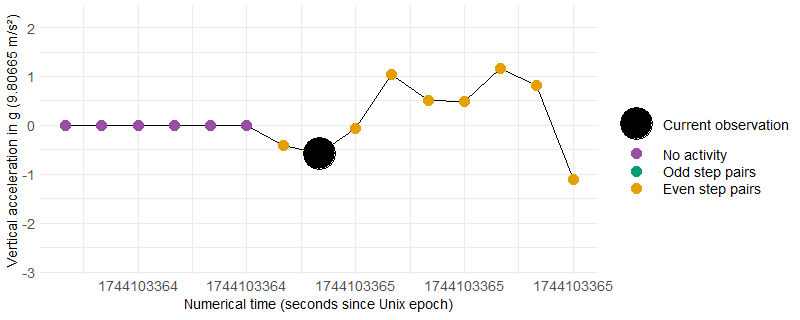 Vertical acceleration in g (9.80665 m/s²)
2
1
0
-1
-2
-3
1744103364 1744103364 1744103365 1744103365 1744103365
Numerical time (seconds since Unix epoch)
Current observation
No activity
Odd step pairs
Even step pairs